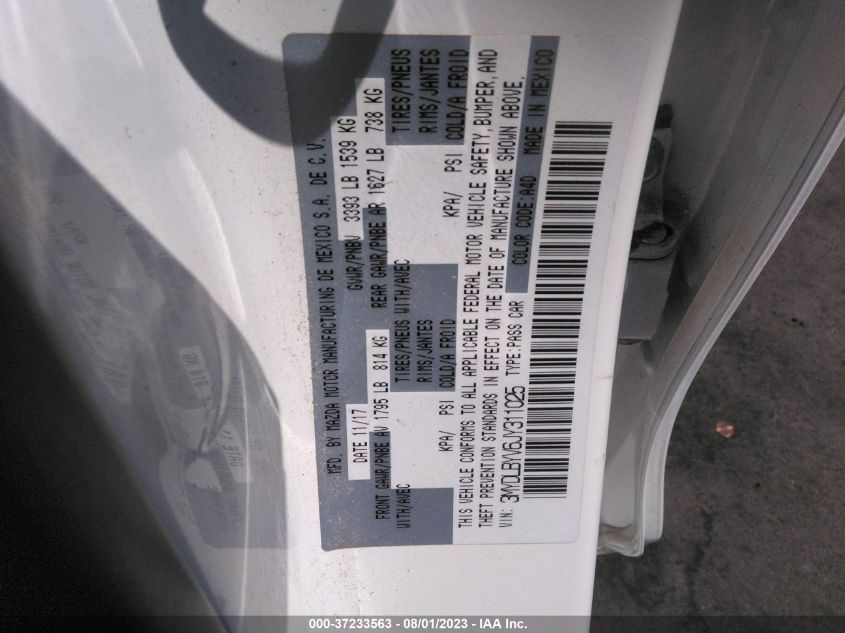 MFD. BY MAZDA MOTOR MANUFACTURING DE MEXICO S.A. DE C.V.
DATE 11/17 GVWR/PNBV 3393 LB 1539 KG
FRONT GAWR/PNBE AV 1795 LB 814 KG REAR GAWR/PNBE AR 1627 LB 738 KG
WITH/AVEC TIRES/PNEUS WITH/AVEC TIRES/PNEUS
RIMS/JANTES RIMS/JANTES
KPA/ PSI COLD/A FROID KPA/ PSI COLD/A FROID
THIS VEHICLE CONFORMS TO ALL APPLICABLE FEDERAL MOTOR VEHICLE SAFETY, BUMPER, AND
THEFT PREVENTION STANDARDS IN EFFECT ON THE DATE OF MANUFACTURE SHOWN ABOVE.
VIN: 3MYDLBYV6JY311025 TYPE:PASS CAR COLOR CODE:A4D MADE IN MEXICO
000-37233563 - 08/01/2023 - IAA Inc.